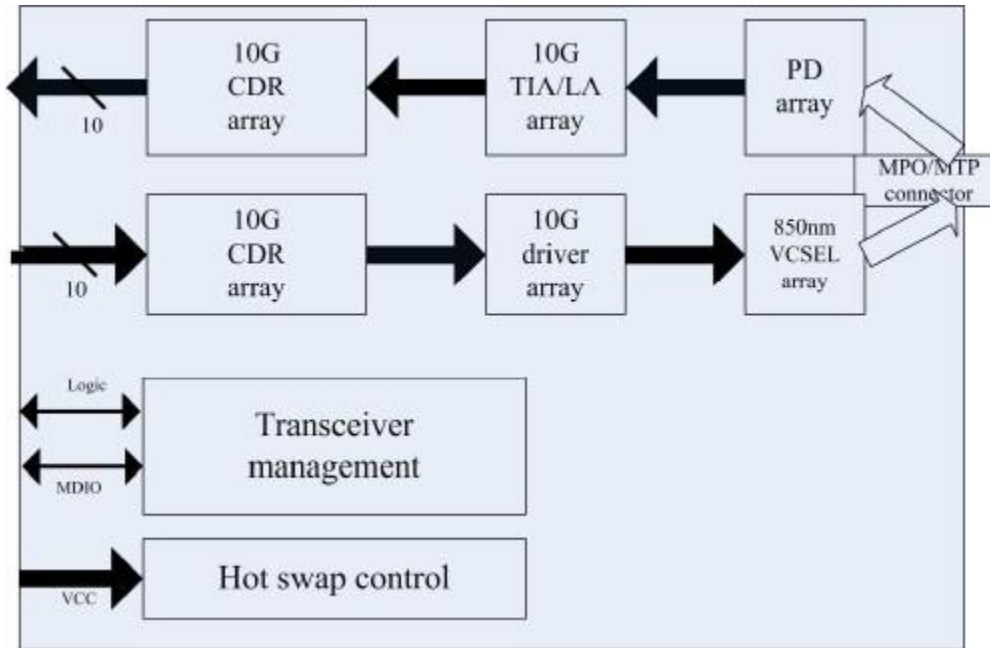 10G
CDR
array
10G
TIA/LA
array
PD
array
10
MPO/MTP
connector
10G
CDR
array
10G
driver
array
850nm
VCSEL
array
10
Logic
MDIO
Transceiver
management
VCC
Hot swap control